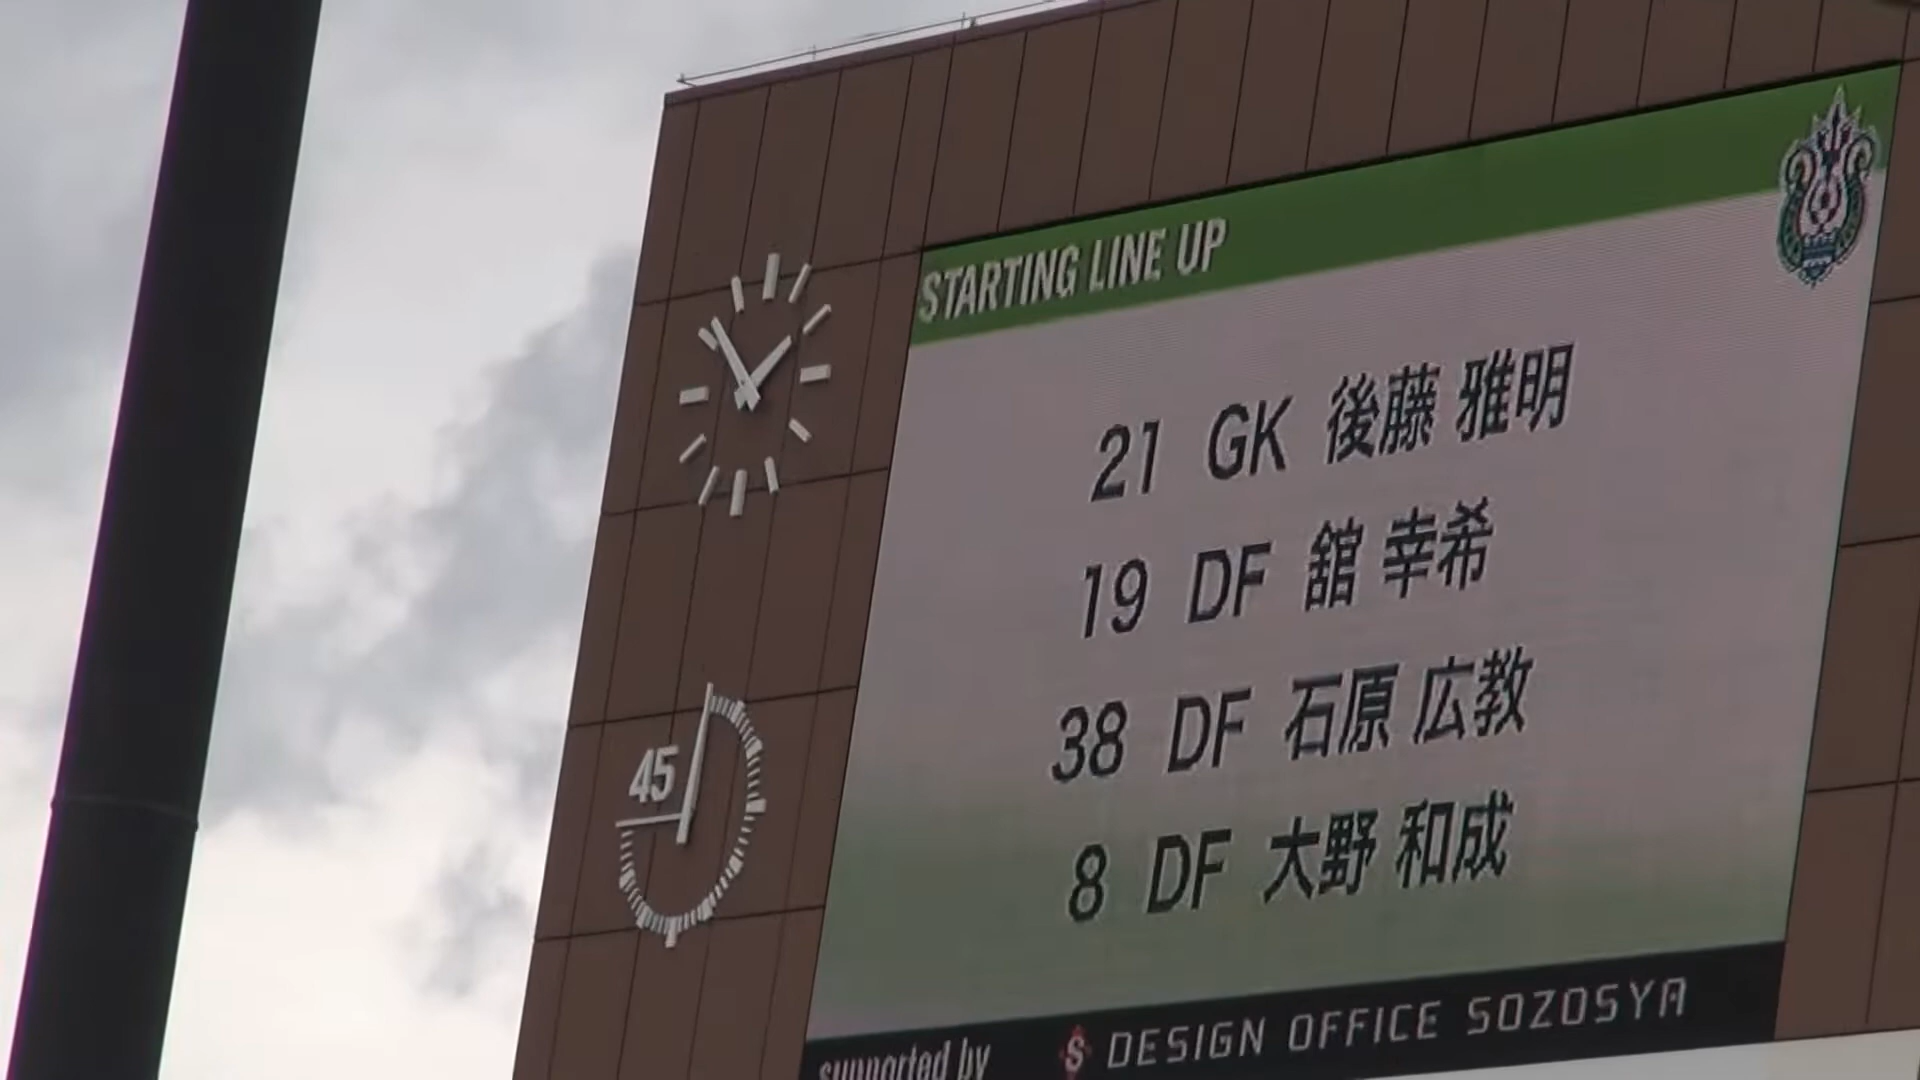 STARTING LINE UP
21 GK 後藤 雅明
19 DF 舘 幸希
38 DF 石原 広教
8 DF 大野 和成
45
supported by S DESIGN OFFICE SOZOSYA